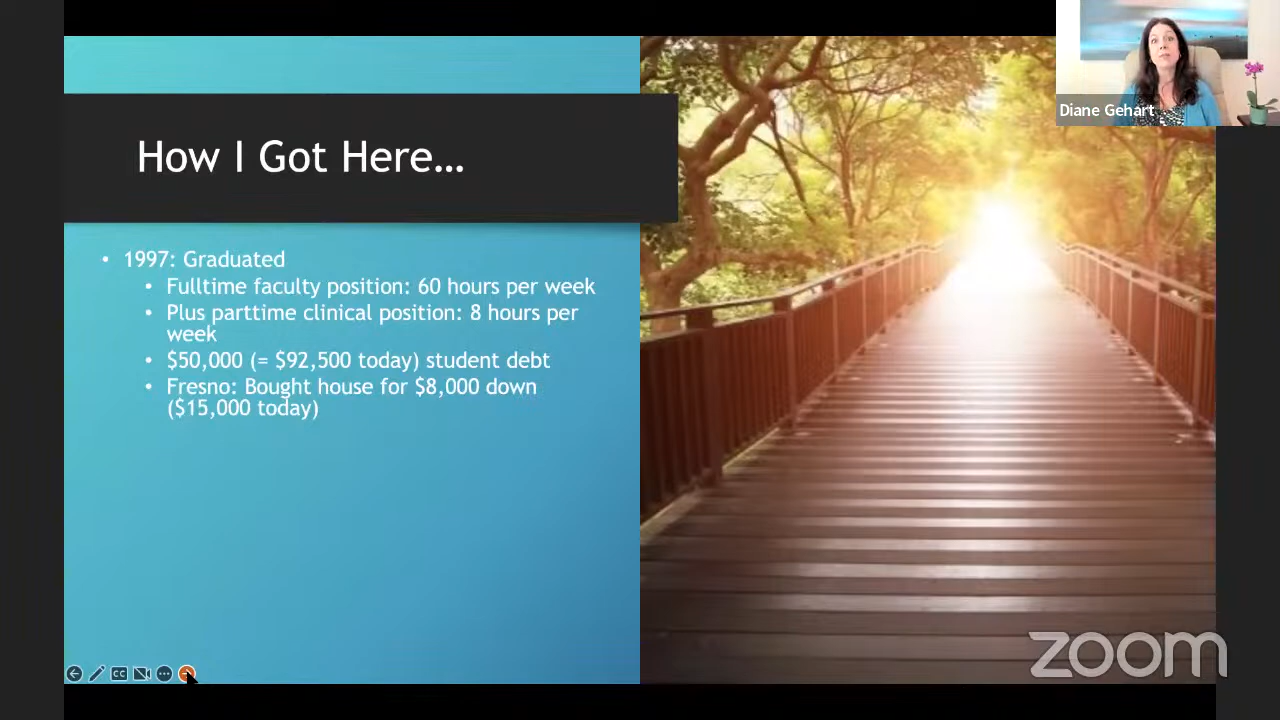 Diane Gehart
How I Got Here...
• 1997: Graduated
• Fulltime faculty position: 60 hours per week
• Plus parttime clinical position: 8 hours per
week
• $50,000 (= $92,500 today) student debt
• Fresno: Bought house for $8,000 down
($15,000 today)
CC
zoom